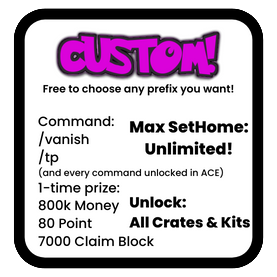 CUSTOM!
Free to choose any prefix you want!
Command:
/vanish
/tp
(and every command unlocked in ACE)
1-time prize:
800k Money
80 Point
7000 Claim Block
Max SetHome:
Unlimited!
Unlock:
All Crates & Kits